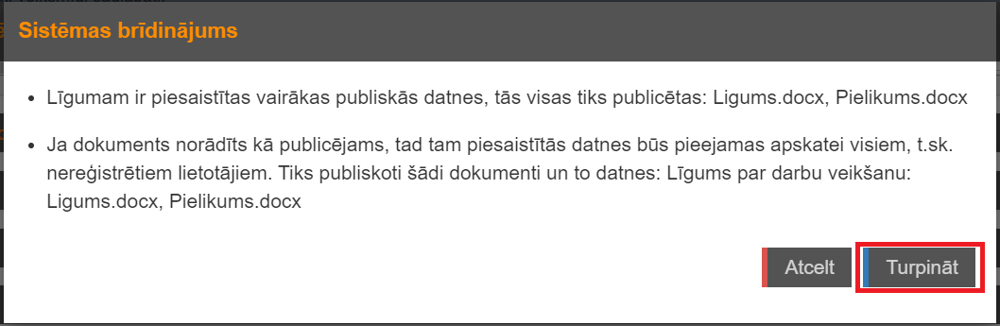 Sistēmas brīdinājums
• Līgumam ir piesaistītas vairākas publiskās datnes, tās visas tiks publicētas: Ligums.docx, Pielikums.docx
• Ja dokuments norādīts kā publicējams, tad tam piesaistītās datnes būs pieejamas apskatei visiem, t.sk.
nereģistrētiem lietotājiem. Tiks publiskoti šādi dokumenti un to datnes: Līgums par darbu veikšanu:
Ligums.docx, Pielikums.docx
Atcelt Turpināt